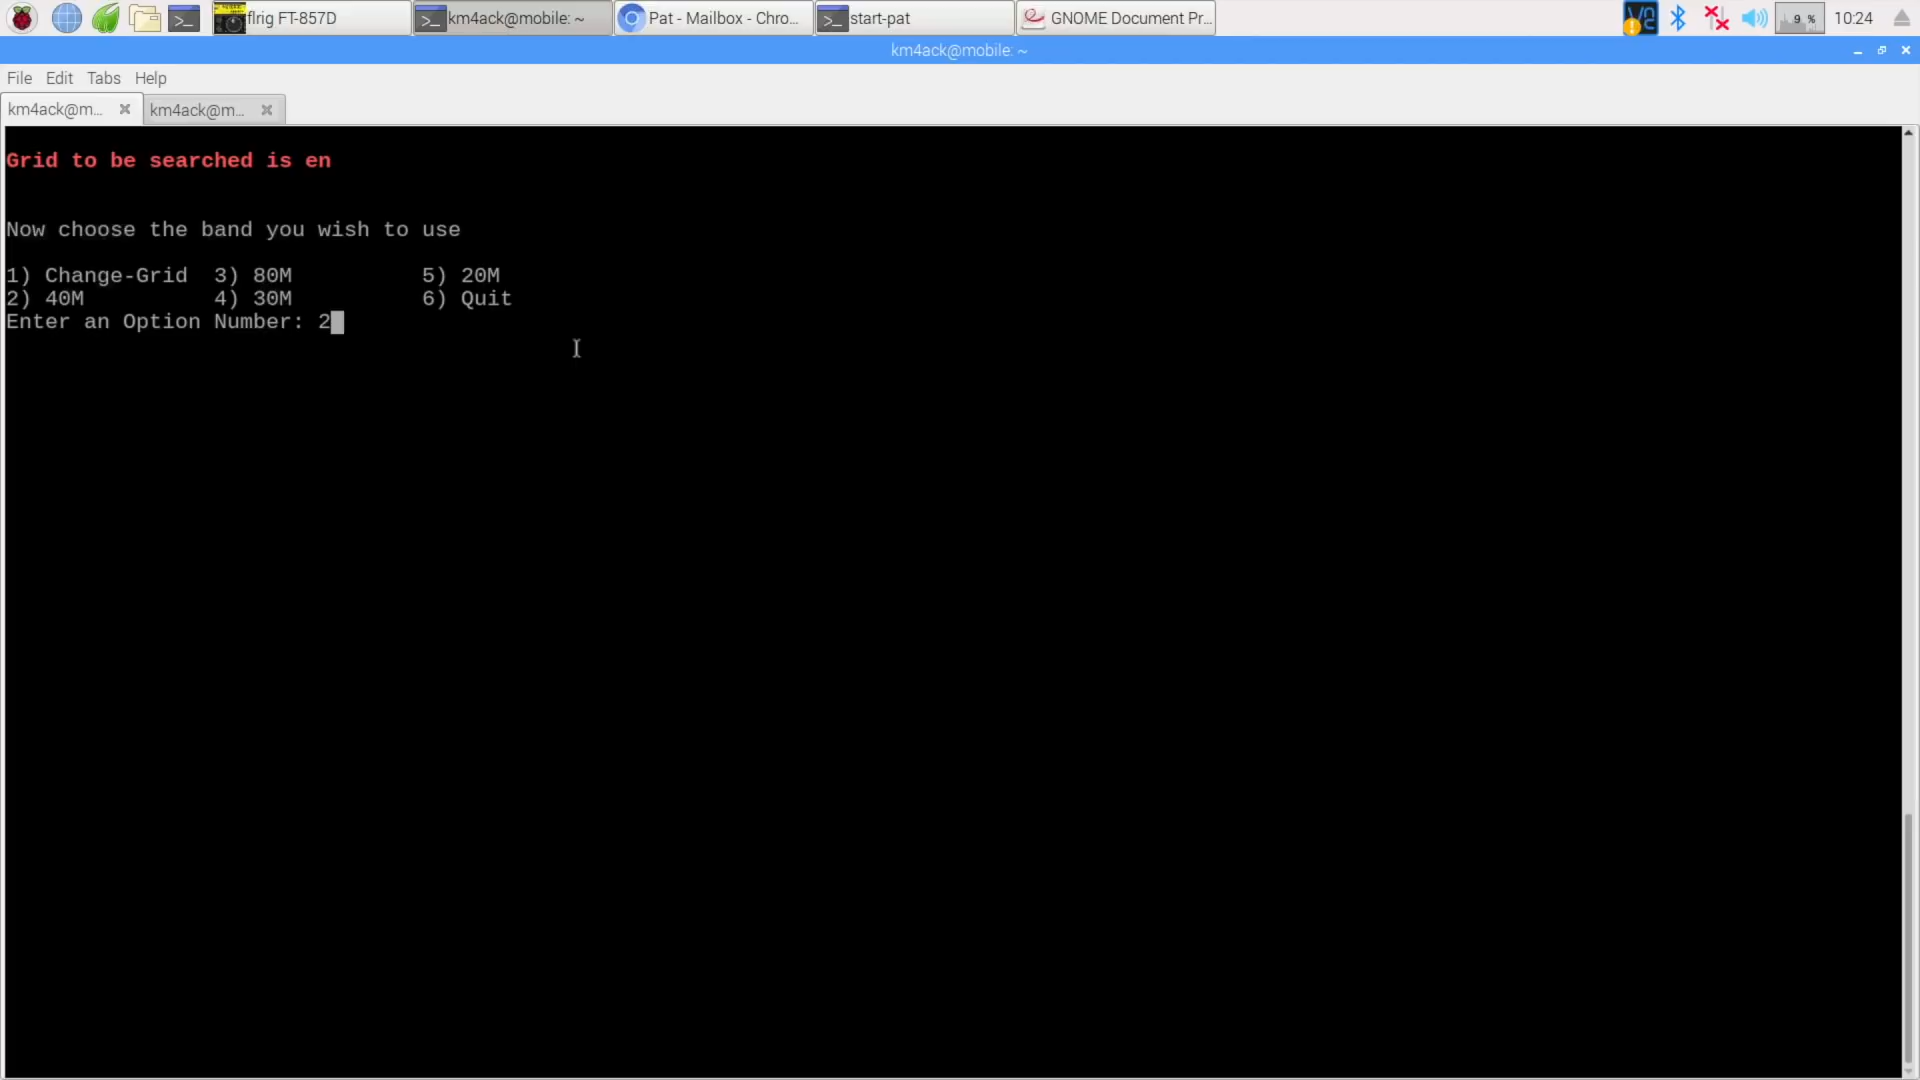 flrig FT-857D km4ack@mobile: ~ Pat - Mailbox - Chro... start-pat GNOME Document Pr... 9 % 10:24
km4ack@mobile: ~
File Edit Tabs Help
km4ack@m... km4ack@m...
Grid to be searched is en
Now choose the band you wish to use
1) Change-Grid 3) 80M 5) 20M
2) 40M 4) 30M 6) Quit
Enter an Option Number: 2